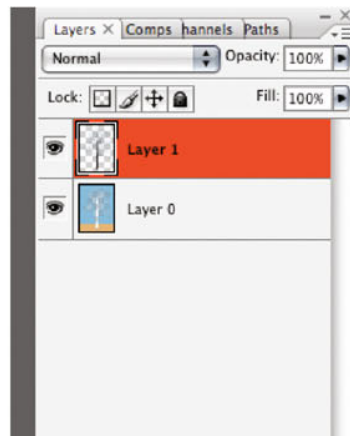 Layers × Comps hannels Paths
Normal Opacity: 100%
Lock: Fill: 100%
Layer 1
Layer 0